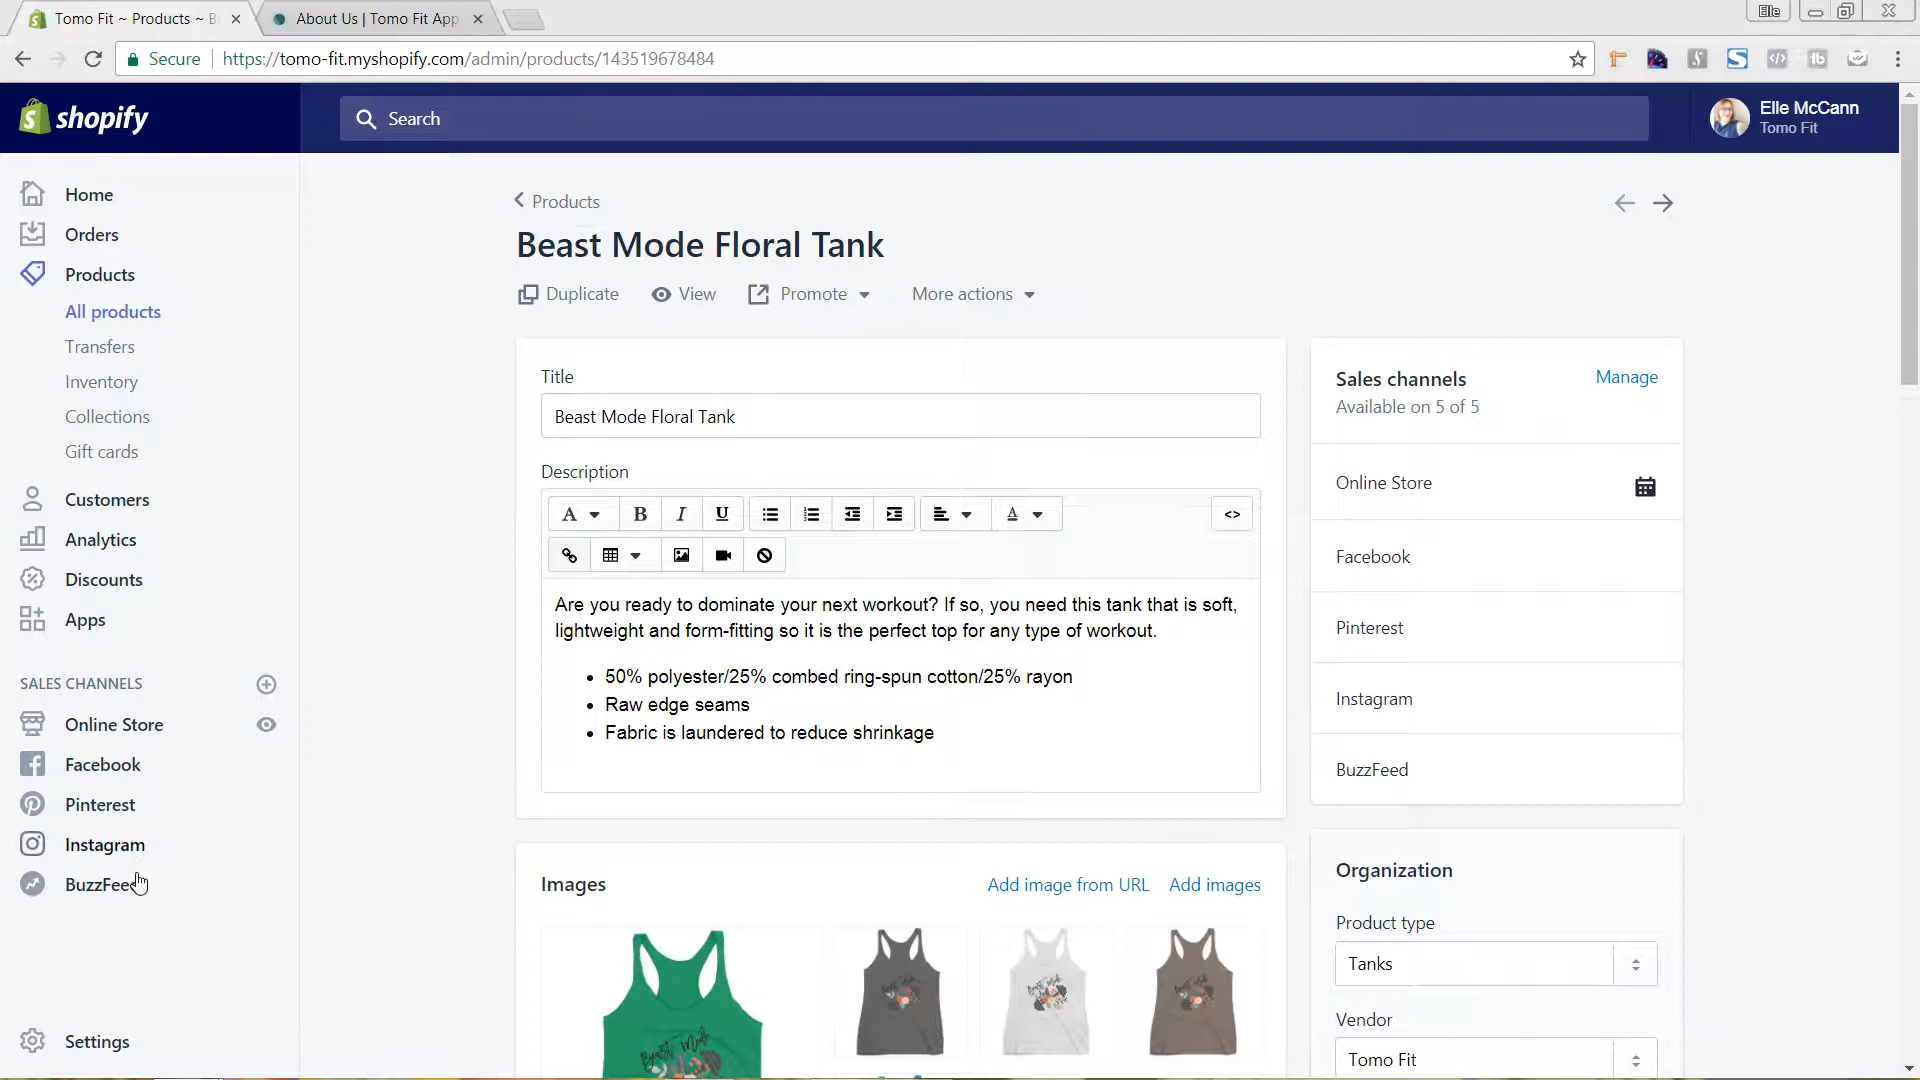 Tomo Fit ~ Products ~ B
About Us | Tomo Fit App
Elle
Secure
https://tomo-fit.myshopify.com/admin/products/143519678484
shopify
Search
Elle McCann
Tomo Fit
Home
Orders
Products
All products
Transfers
Inventory
Collections
Gift cards
Customers
Analytics
Discounts
Apps
SALES CHANNELS
Online Store
Facebook
Pinterest
Instagram
BuzzFeed
Settings
Products
Beast Mode Floral Tank
Duplicate
View
Promote
More actions
Title
Beast Mode Floral Tank
Description
A
B
I
U
A
<>
Are you ready to dominate your next workout? If so, you need this tank that is soft,
lightweight and form-fitting so it is the perfect top for any type of workout.
• 50% polyester/25% combed ring-spun cotton/25% rayon
• Raw edge seams
• Fabric is laundered to reduce shrinkage
Images
Add image from URL
Add images
Beast Mode
Sales channels
Manage
Available on 5 of 5
Online Store
Facebook
Pinterest
Instagram
BuzzFeed
Organization
Product type
Tanks
Vendor
Tomo Fit